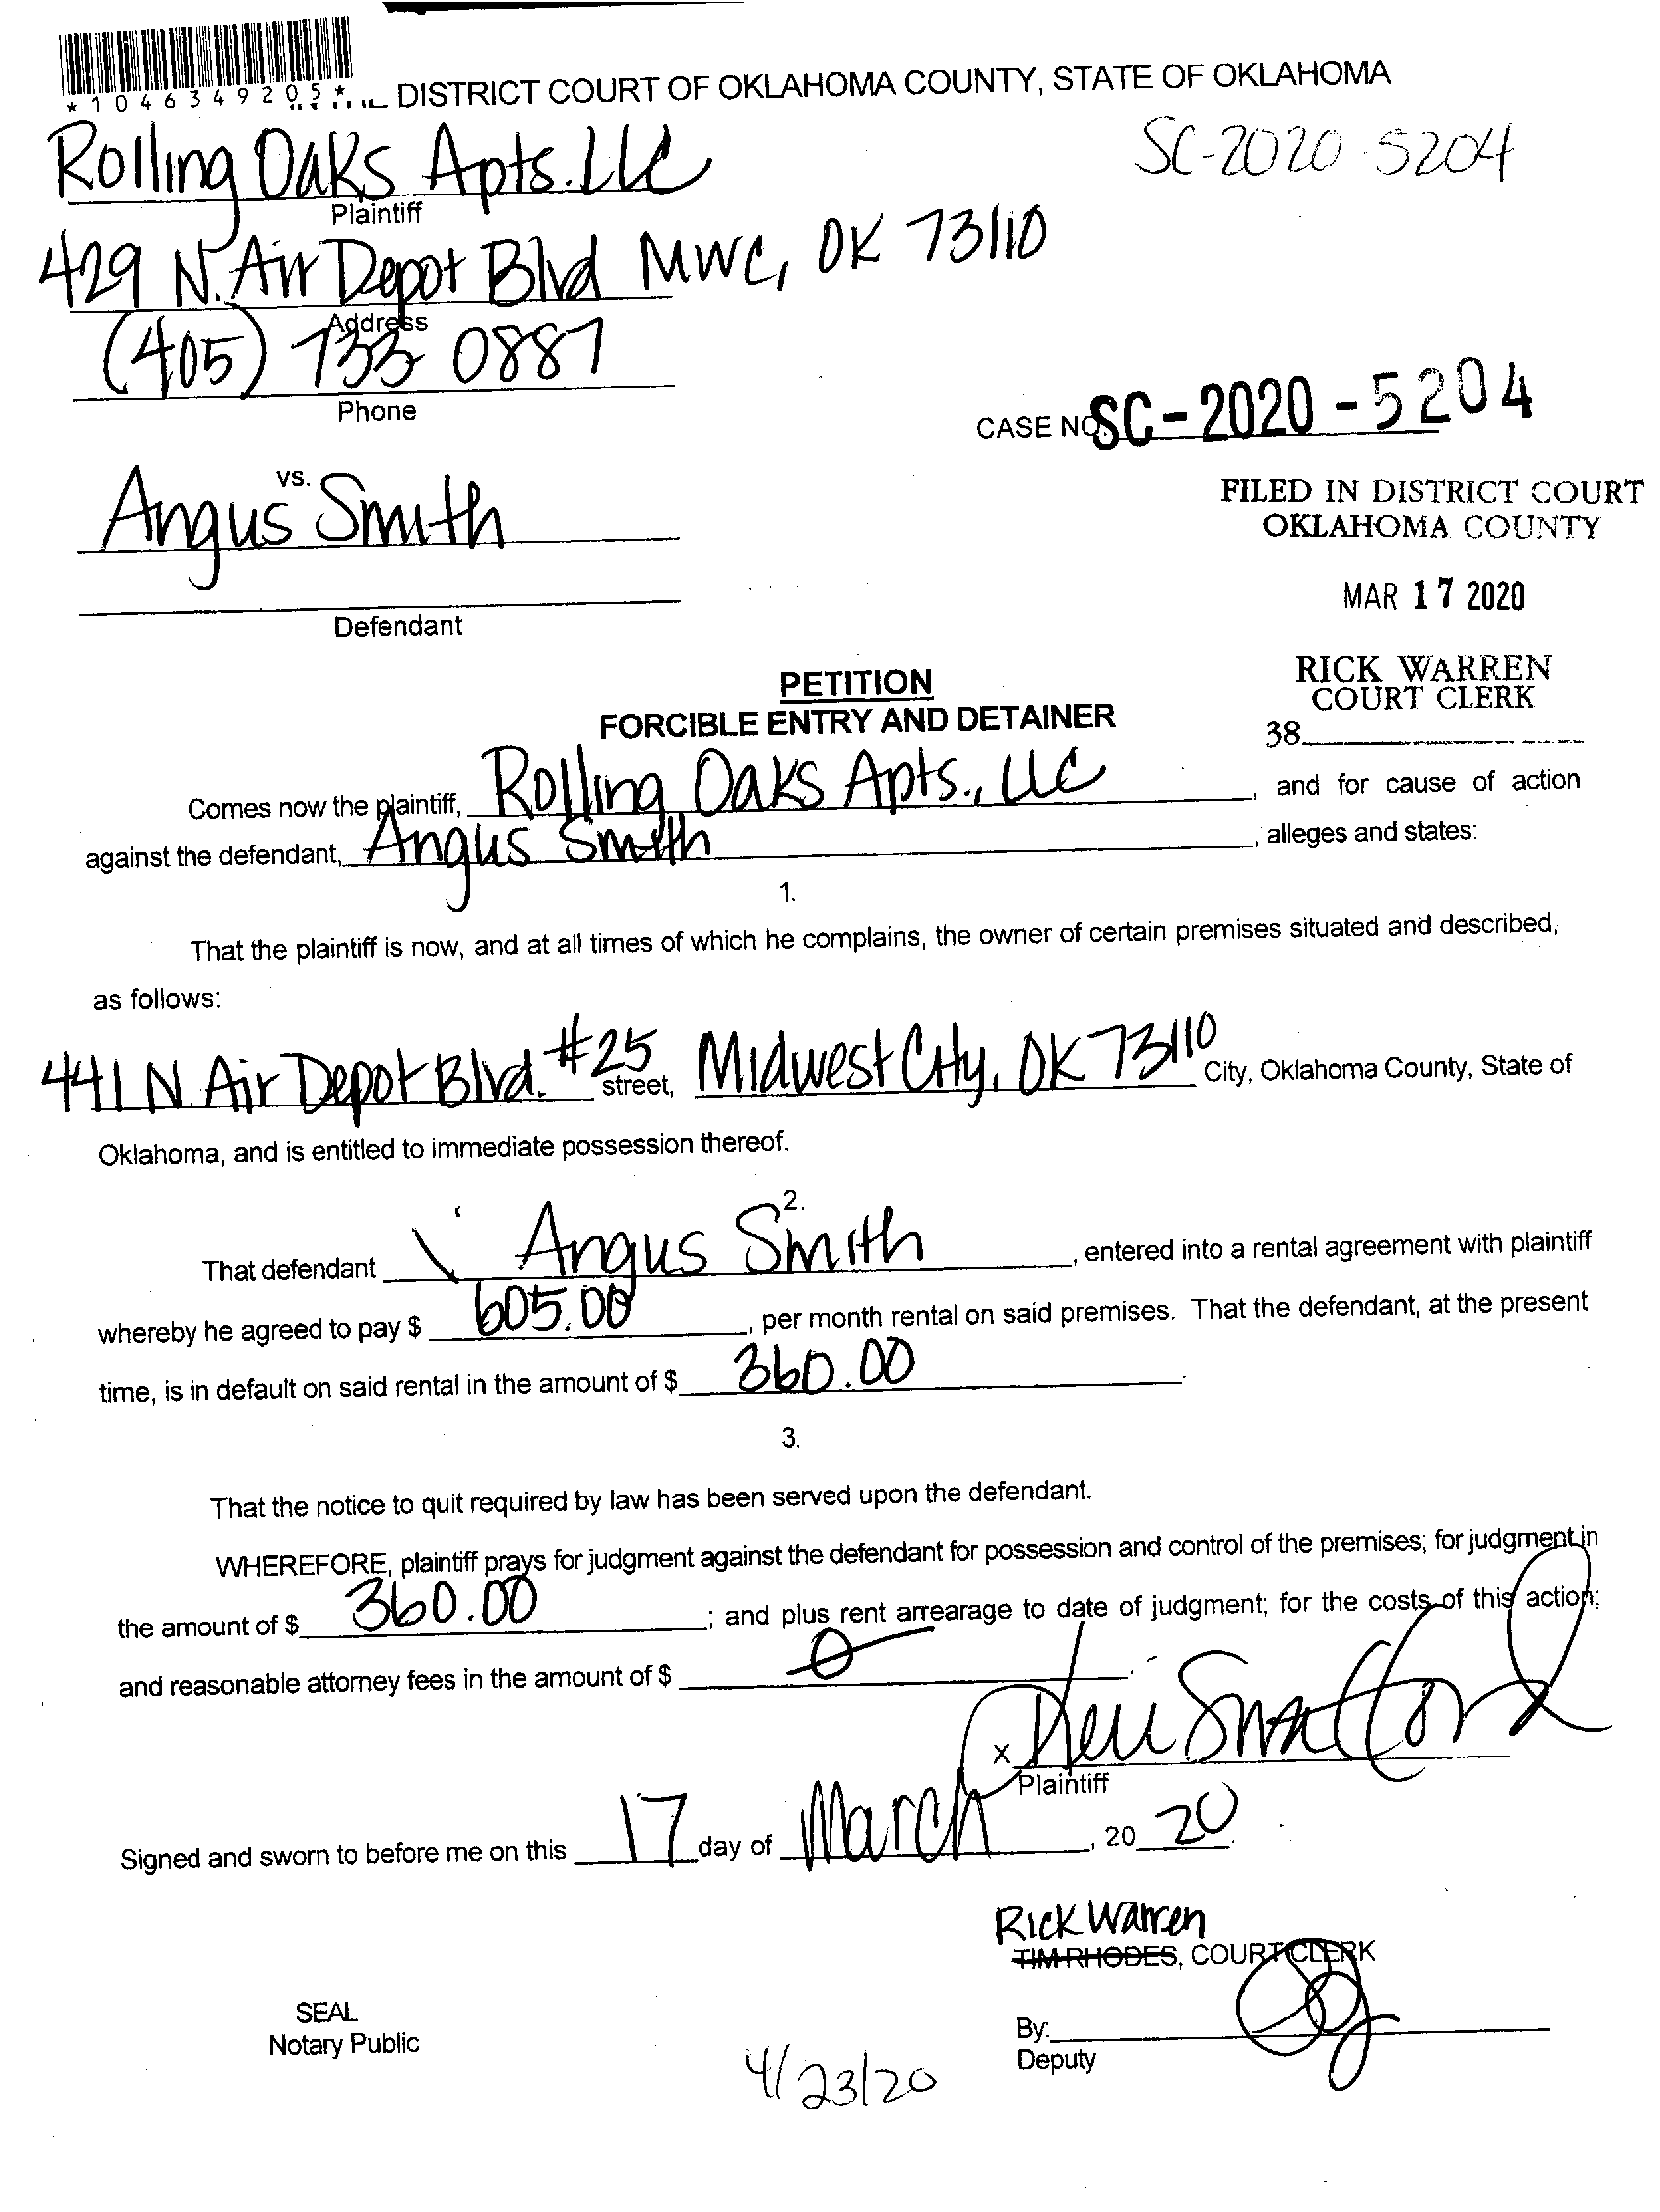 *1046349205*
DISTRICT COURT OF OKLAHOMA COUNTY, STATE OF OKLAHOMA
Rolling Oaks Apts. LLC
SC-2020-5204
Plaintiff
429 N. Air Depot Blvd MWC, OK 73110
Address
(405) 733 0887
Phone
CASE NO. SC-2020-5204
vs.
Angus Smith
FILED IN DISTRICT COURT
OKLAHOMA COUNTY
MAR 17 2020
Defendant
RICK WARREN
COURT CLERK
38
PETITION
FORCIBLE ENTRY AND DETAINER
Comes now the plaintiff, Rolling Oaks Apts., LLC, and for cause of action
against the defendant, Angus Smith, alleges and states:
1.
That the plaintiff is now, and at all times of which he complains, the owner of certain premises situated and described,
as follows:
441 N. Air Depot Blvd. #25 street, Midwest City, OK 73110 City, Oklahoma County, State of
Oklahoma, and is entitled to immediate possession thereof.
2.
That defendant Angus Smith, entered into a rental agreement with plaintiff
whereby he agreed to pay $ 605.00, per month rental on said premises. That the defendant, at the present
time, is in default on said rental in the amount of $ 360.00
3.
That the notice to quit required by law has been served upon the defendant.
WHEREFORE, plaintiff prays for judgment against the defendant for possession and control of the premises; for judgment in
the amount of $ 360.00; and plus rent arrearage to date of judgment; for the costs of this action;
and reasonable attorney fees in the amount of $ 0
x
Plaintiff
Signed and sworn to before me on this 17 day of March, 20 20.
Rick Warren
TIM RHODES, COURT CLERK
SEAL
Notary Public
By:
Deputy
4/23/20